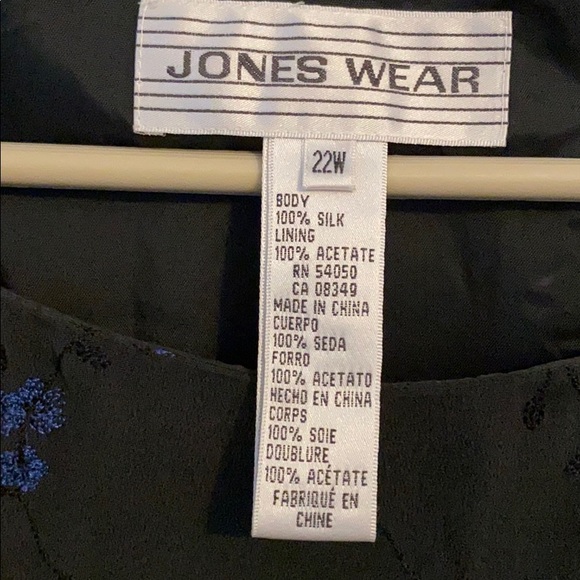 JONES WEAR
22W
BODY
100% SILK
LINING
100% ACETATE
RN 54050
CA 08349
MADE IN CHINA
CUERPO
100% SEDA
FORRO
100% ACETATO
HECHO EN CHINA
CORPS
100% SOIE
DOUBLURE
100% ACÉTATE
FABRIQUÉ EN
CHINE